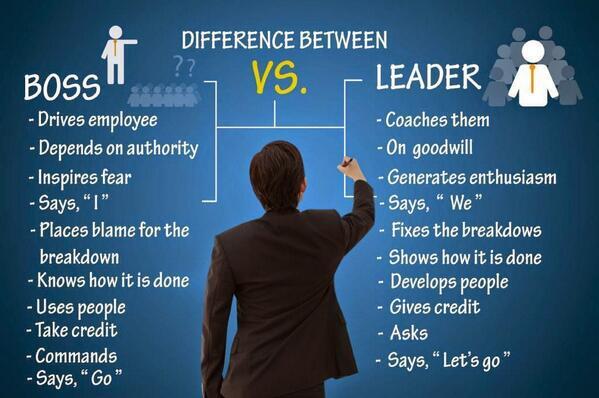 DIFFERENCE BETWEEN
VS.
??
BOSS
- Drives employee
- Depends on authority
- Inspires fear
- Says, " I "
- Places blame for the
breakdown
- Knows how it is done
- Uses people
- Take credit
- Commands
- Says, " Go "
LEADER
- Coaches them
- On goodwill
- Generates enthusiasm
- Says, " We "
- Fixes the breakdows
- Shows how it is done
- Develops people
- Gives credit
- Asks
- Says, " Let's go "